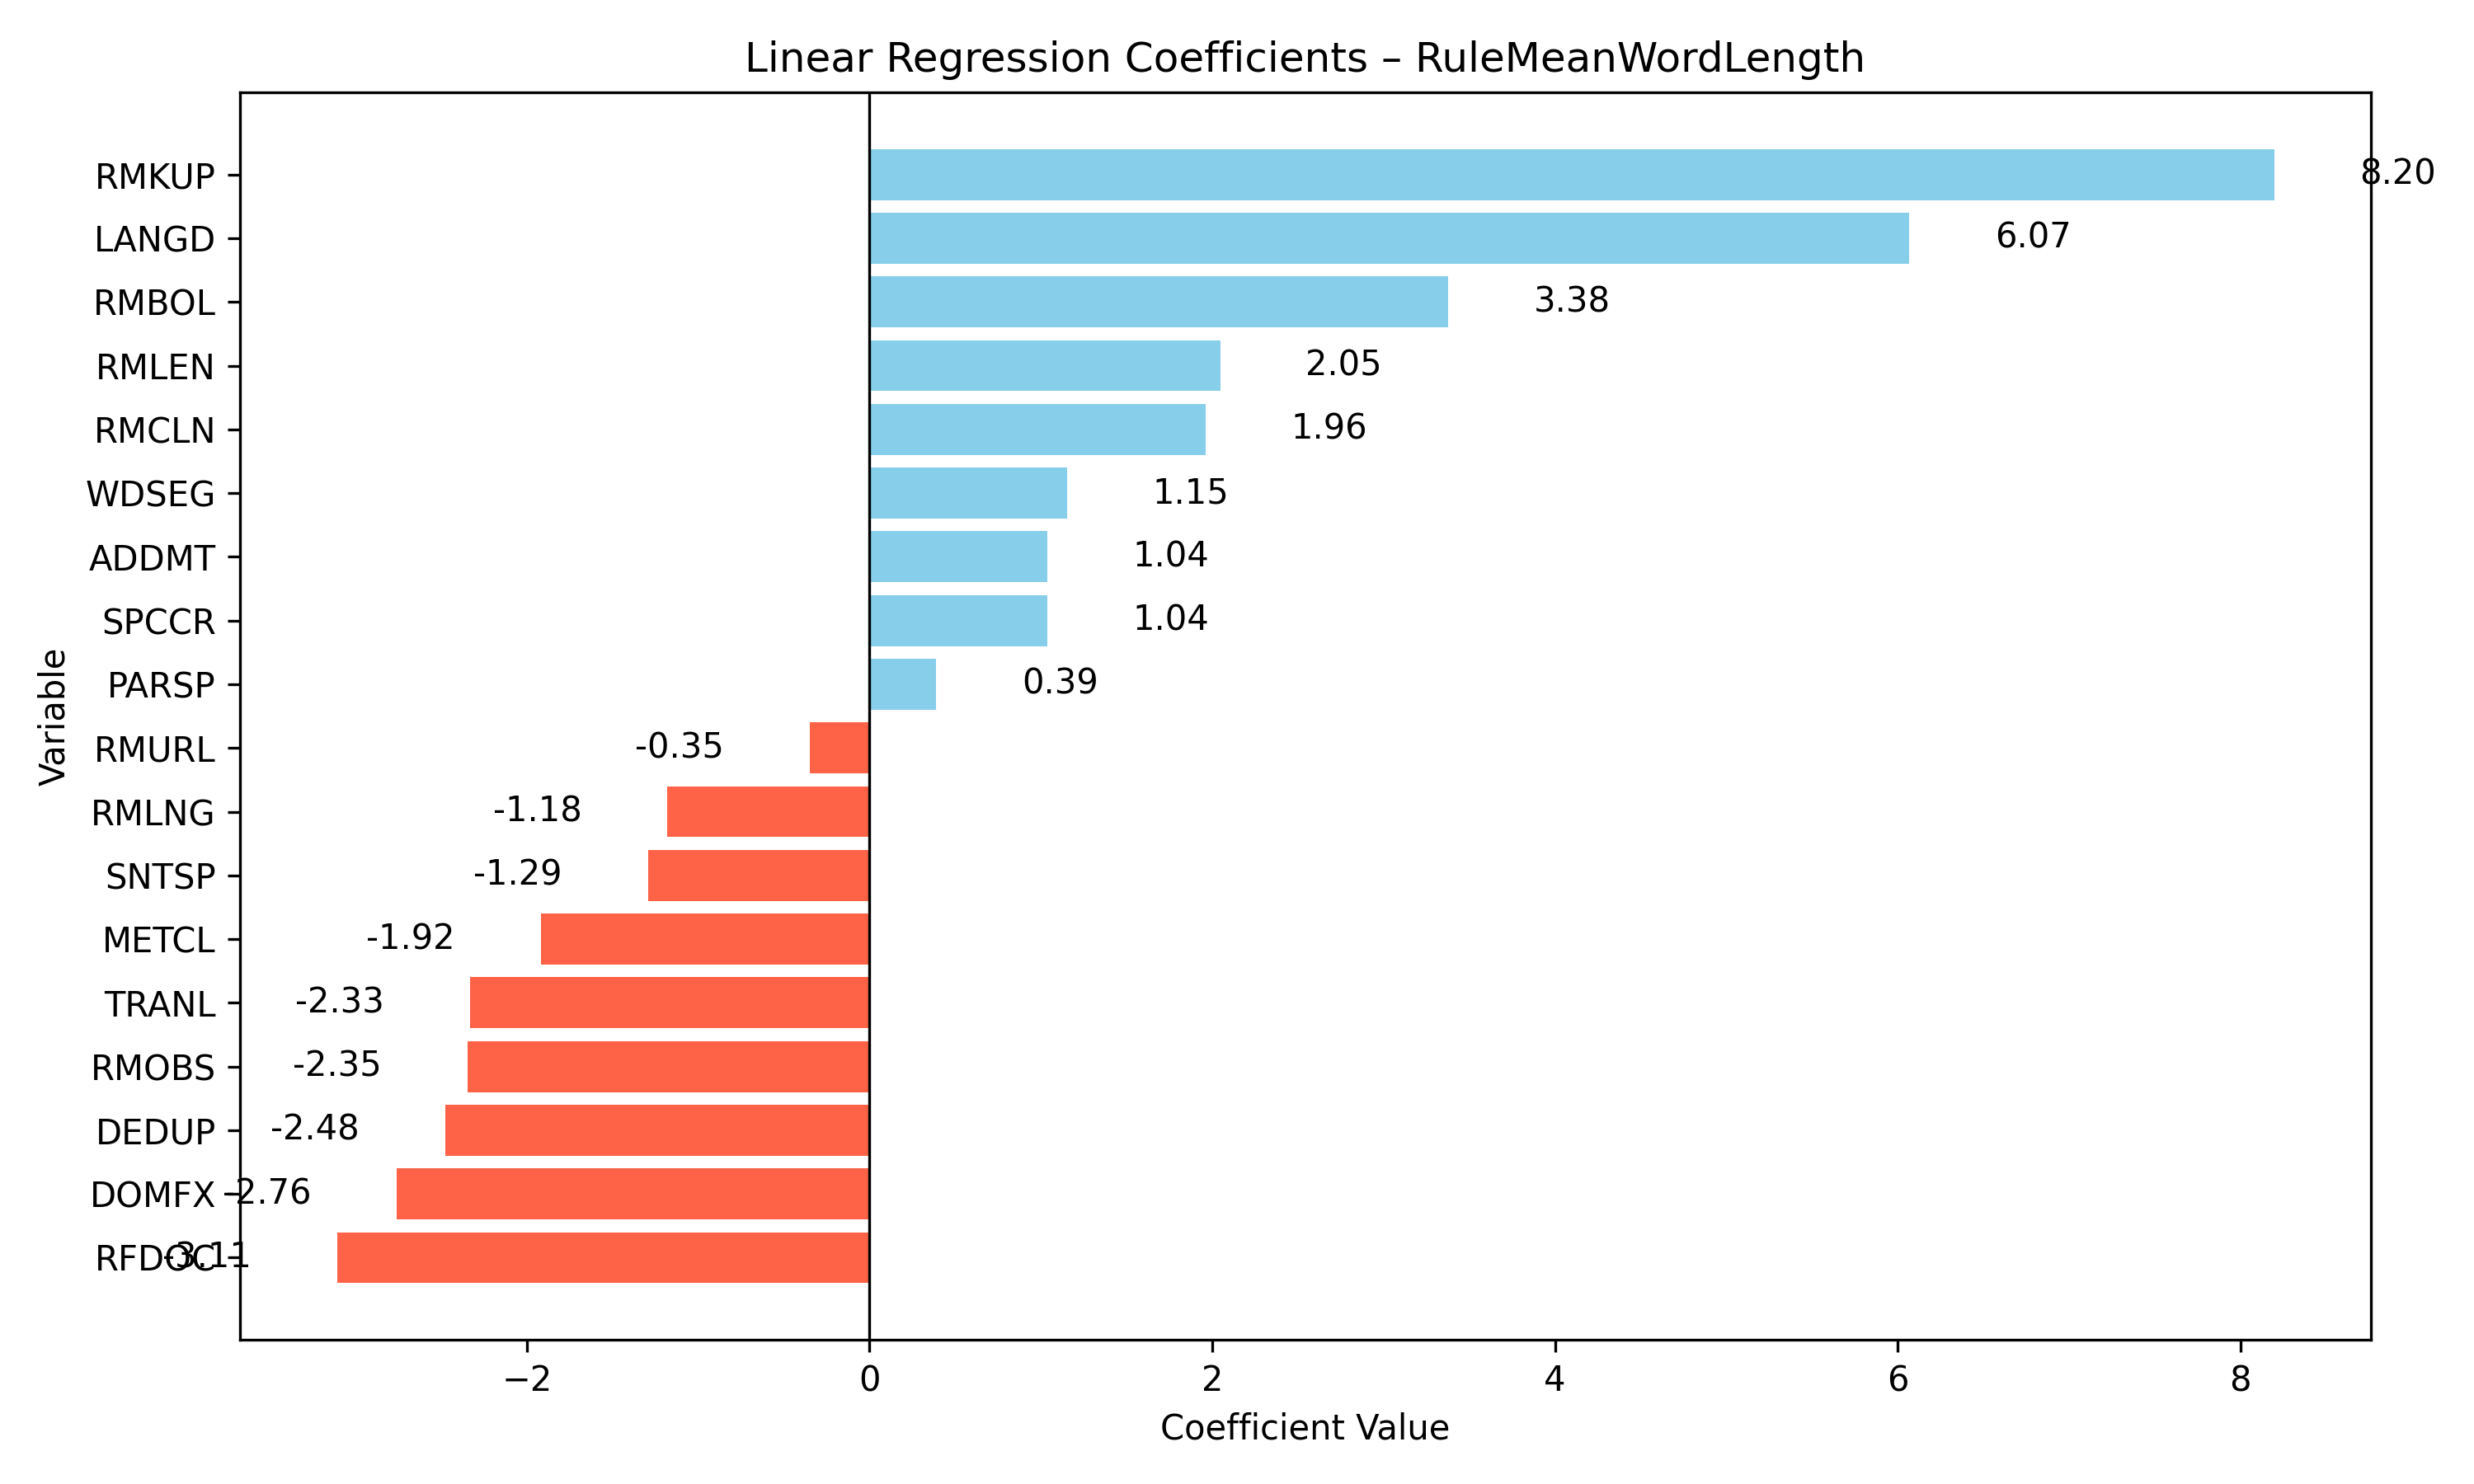 Linear Regression Coefficients – RuleMeanWordLength
Variable
RMKUP 8.20
LANGD 6.07
RMBOL 3.38
RMLEN 2.05
RMCLN 1.96
WDSEG 1.15
ADDMT 1.04
SPCCR 1.04
PARSP 0.39
RMURL -0.35
RMLNG -1.18
SNTSP -1.29
METCL -1.92
TRANL -2.33
RMOBS -2.35
DEDUP -2.48
DOMFX -2.76
RFDOC -3.11
−2 0 2 4 6 8
Coefficient Value